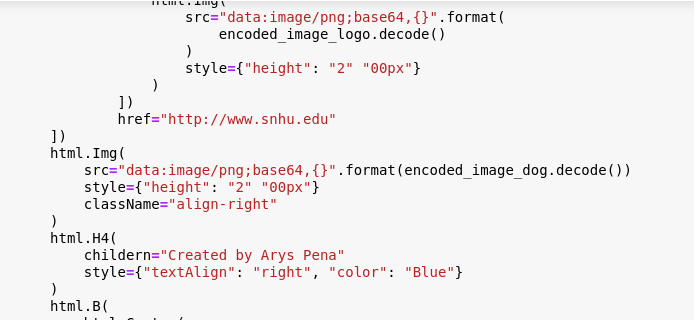 html.Img(
src="data:image/png;base64,{}".format(
encoded_image_logo.decode()
)
style={"height": "2" "00px"}
)
])
href="http://www.snhu.edu"
])
html.Img(
src="data:image/png;base64,{}".format(encoded_image_dog.decode())
style={"height": "2" "00px"}
className="align-right"
)
html.H4(
childern="Created by Arys Pena"
style={"textAlign": "right", "color": "Blue"}
)
html.B(